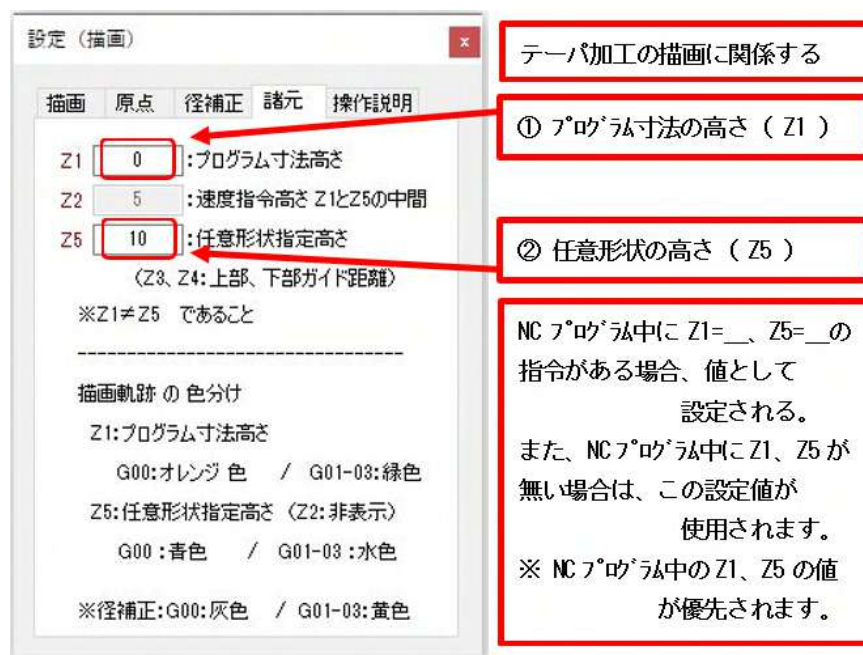 設定（描画）
x
描画 原点 径補正 諸元 操作説明
Z1 0 :プログラム寸法高さ
Z2 5 :速度指令高さ Z1とZ5の中間
Z5 10 :任意形状指定高さ
（Z3、Z4:上部、下部ガイド距離）
※Z1≠Z5 であること
----------------------------------
描画軌跡 の 色分け
Z1:プログラム寸法高さ
G00:オレンジ 色 / G01-03:緑色
Z5:任意形状指定高さ（Z2:非表示）
G00 :青色 / G01-03 :水色
※径補正:G00:灰色 / G01-03:黄色
テーパ加工の描画に関係する
① ﾌﾟﾛｸﾞﾗﾑ寸法の高さ（ Z1 ）
② 任意形状の高さ（ Z5 ）
NC ﾌﾟﾛｸﾞﾗﾑ中に Z1=__、Z5=__の
指令がある場合、値として
設定される。
また、NC ﾌﾟﾛｸﾞﾗﾑ中に Z1、Z5 が
無い場合は、この設定値が
使用されます。
※ NC ﾌﾟﾛｸﾞﾗﾑ中の Z1、Z5 の値
が優先されます。